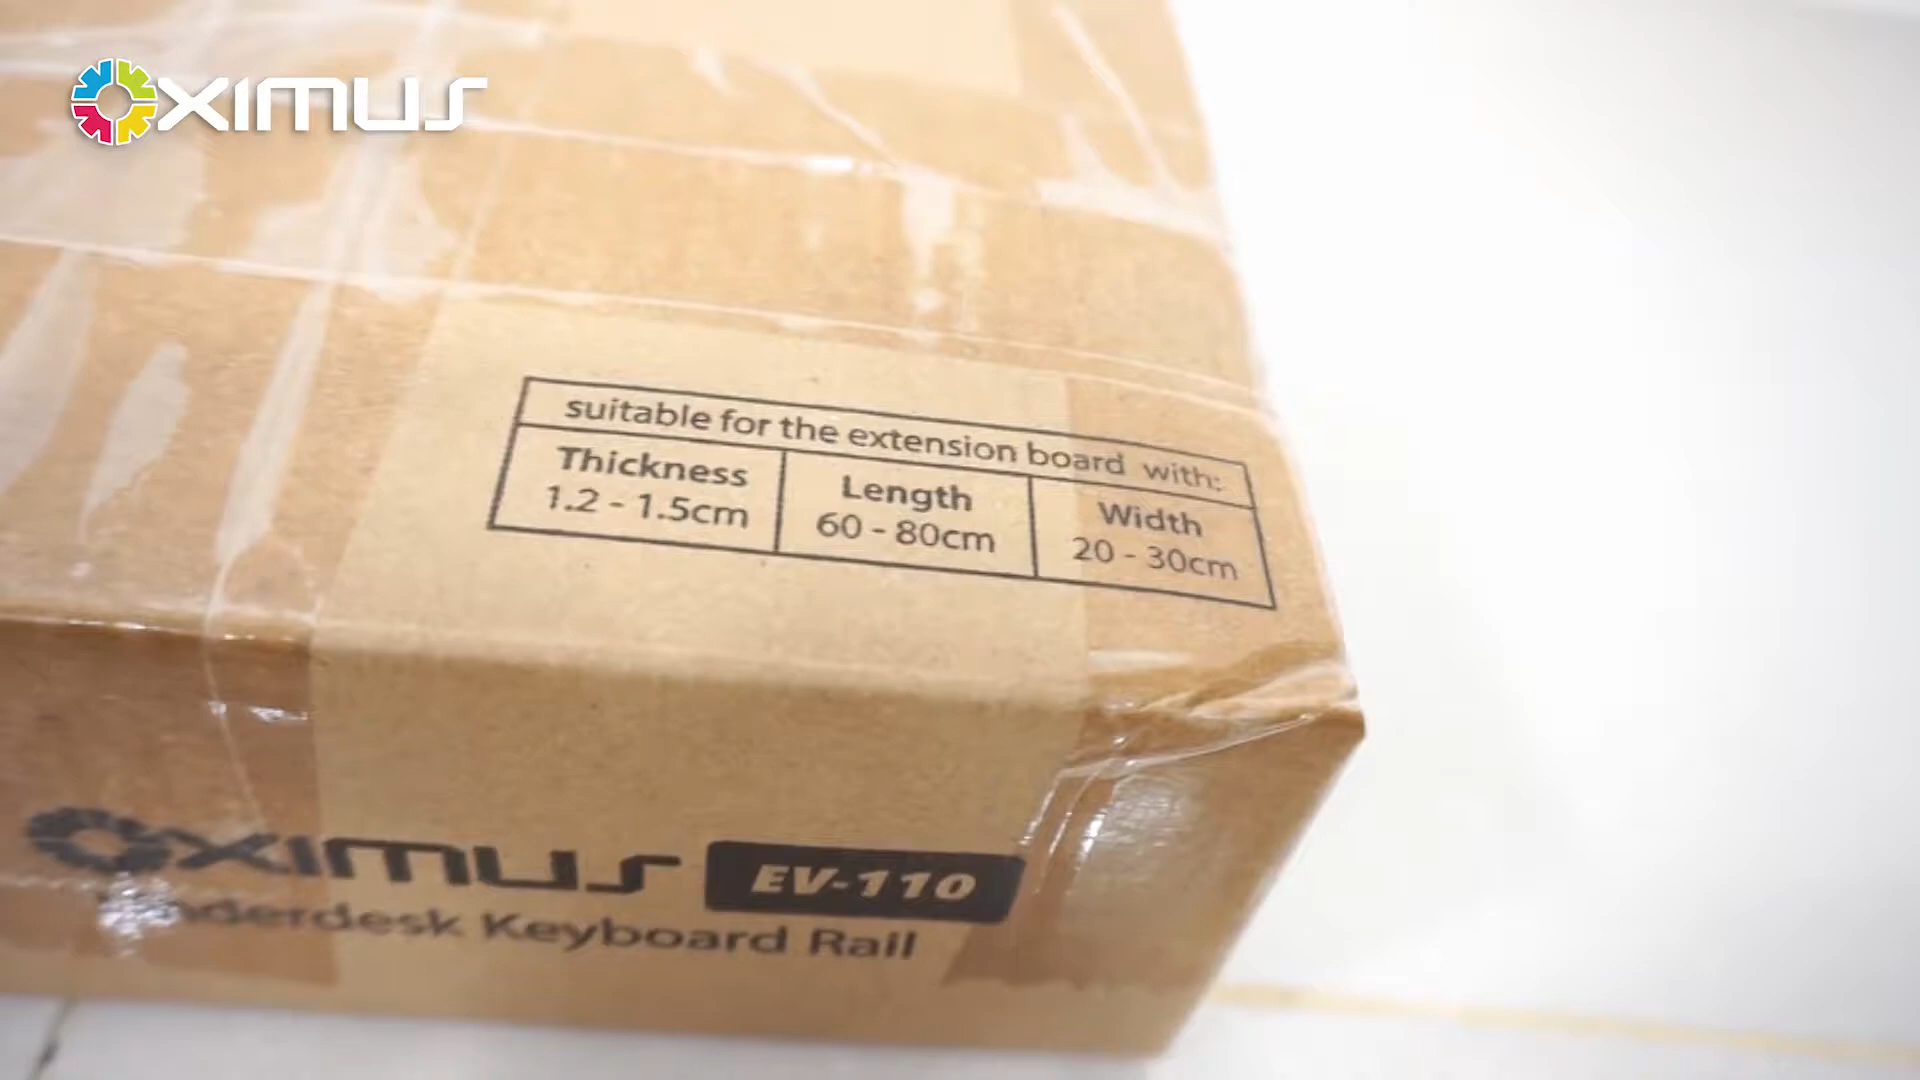 OXIMUS
suitable for the extension board with:
Thickness
1.2 - 1.5cm
Length
60 - 80cm
Width
20 - 30cm
OXIMUS EV-110
Underdesk Keyboard Rail